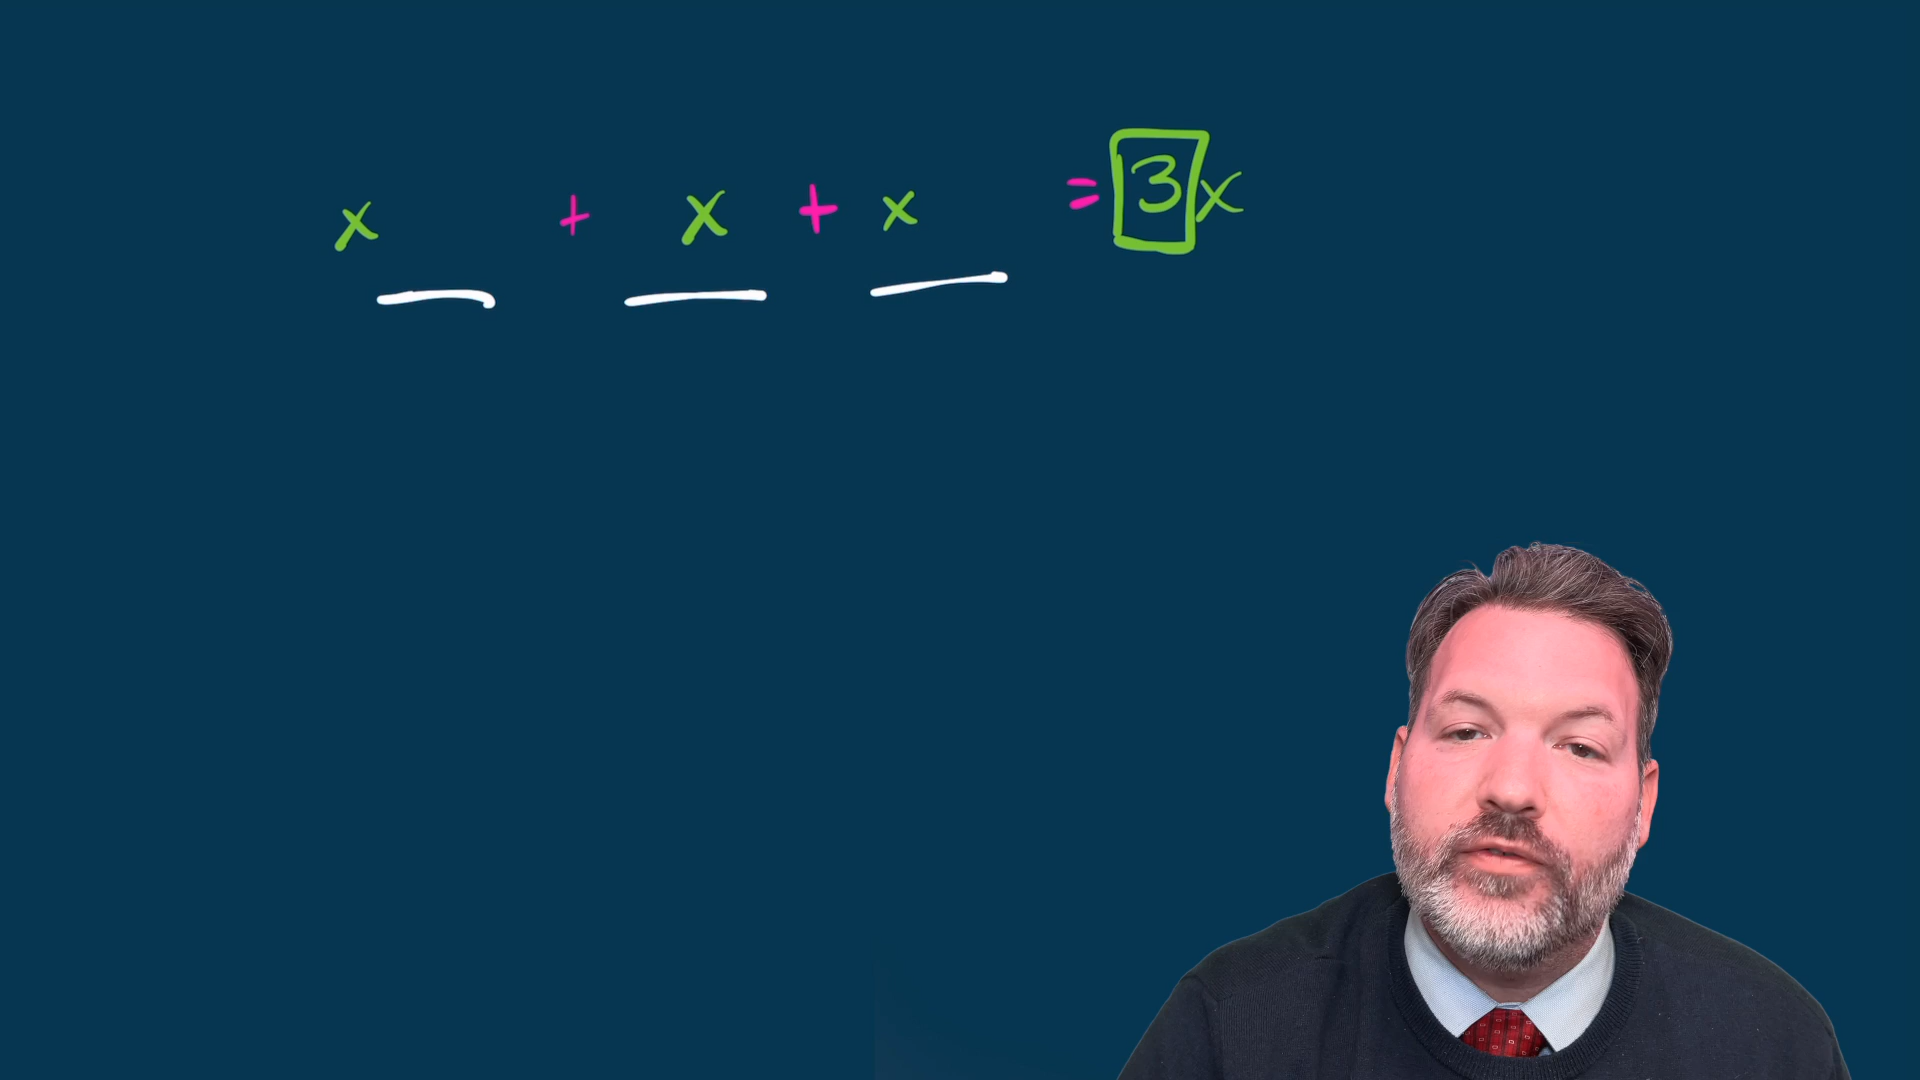 x + x + x = 3x